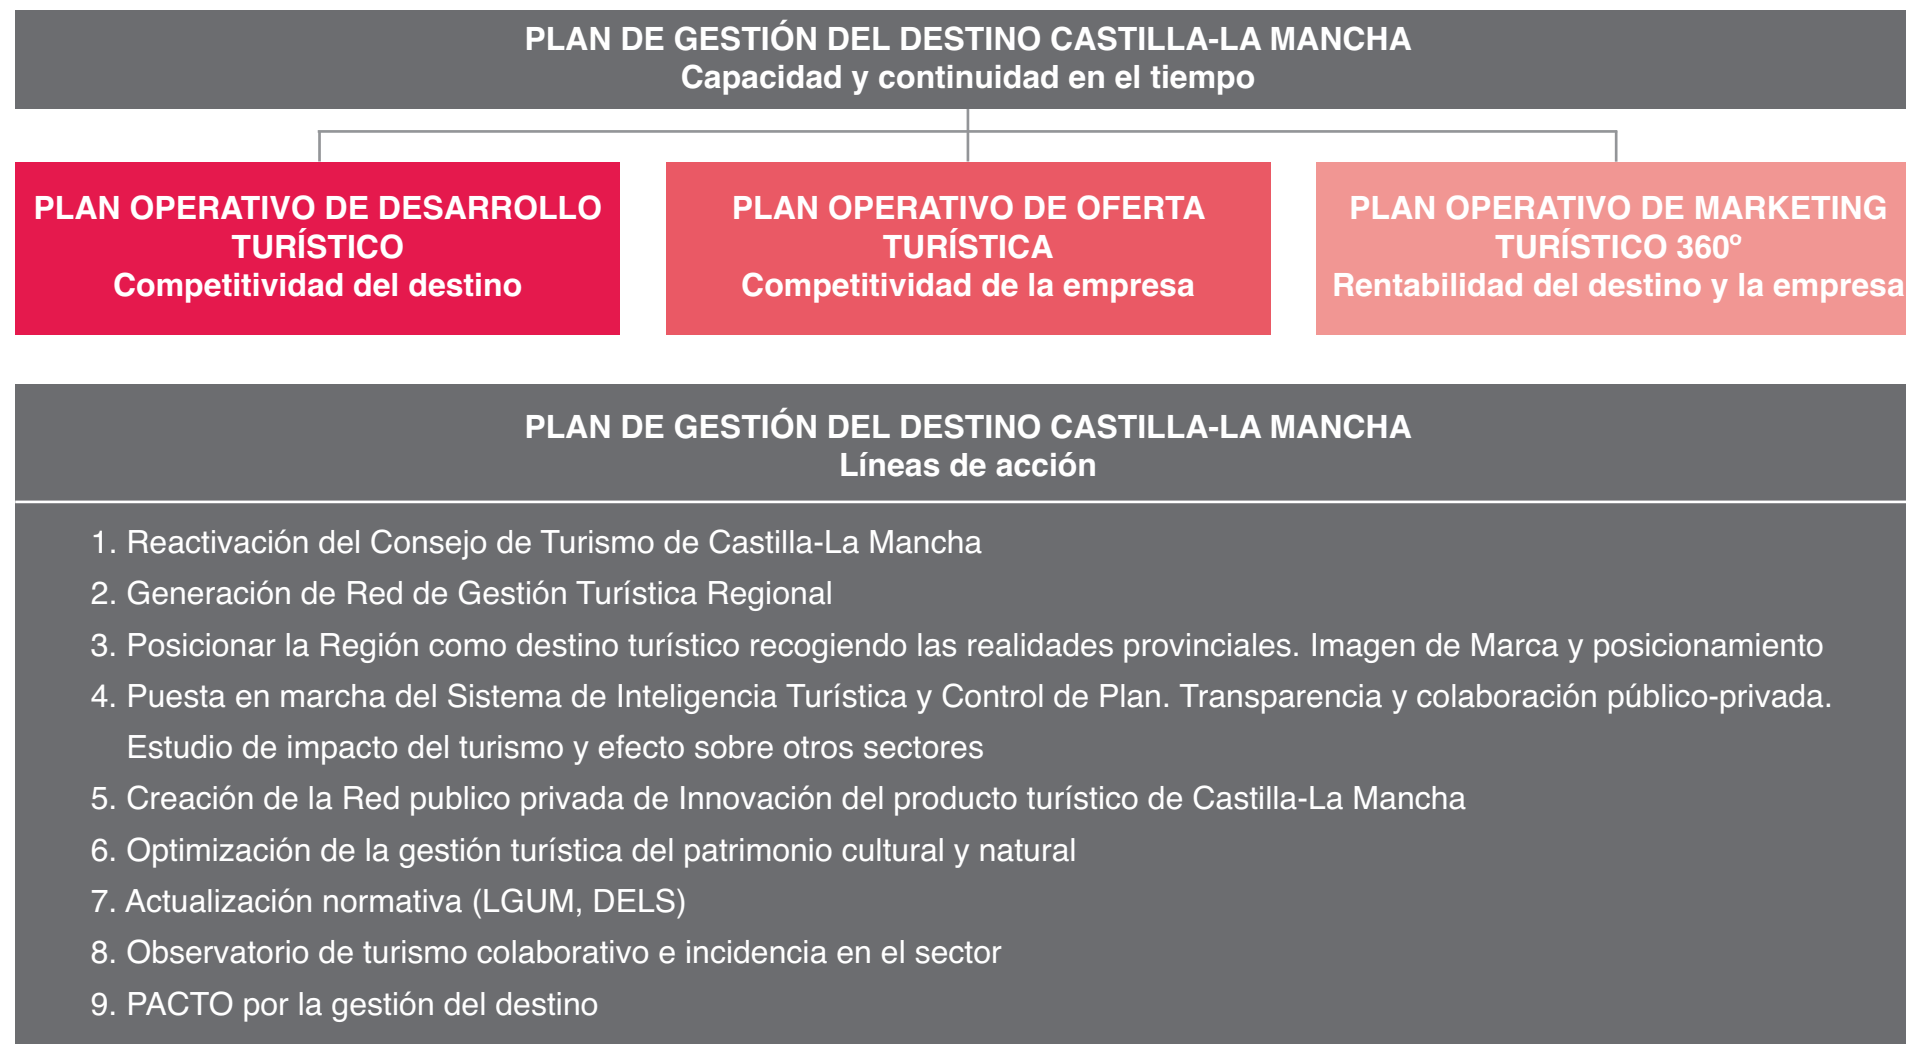 PLAN DE GESTIÓN DEL DESTINO CASTILLA-LA MANCHA
Capacidad y continuidad en el tiempo
PLAN OPERATIVO DE DESARROLLO
TURÍSTICO
Competitividad del destino
PLAN OPERATIVO DE OFERTA
TURÍSTICA
Competitividad de la empresa
PLAN OPERATIVO DE MARKETING
TURÍSTICO 360º
Rentabilidad del destino y la empresa
PLAN DE GESTIÓN DEL DESTINO CASTILLA-LA MANCHA
Líneas de acción
1. Reactivación del Consejo de Turismo de Castilla-La Mancha
2. Generación de Red de Gestión Turística Regional
3. Posicionar la Región como destino turístico recogiendo las realidades provinciales. Imagen de Marca y posicionamiento
4. Puesta en marcha del Sistema de Inteligencia Turística y Control de Plan. Transparencia y colaboración público-privada.
Estudio de impacto del turismo y efecto sobre otros sectores
5. Creación de la Red publico privada de Innovación del producto turístico de Castilla-La Mancha
6. Optimización de la gestión turística del patrimonio cultural y natural
7. Actualización normativa (LGUM, DELS)
8. Observatorio de turismo colaborativo e incidencia en el sector
9. PACTO por la gestión del destino